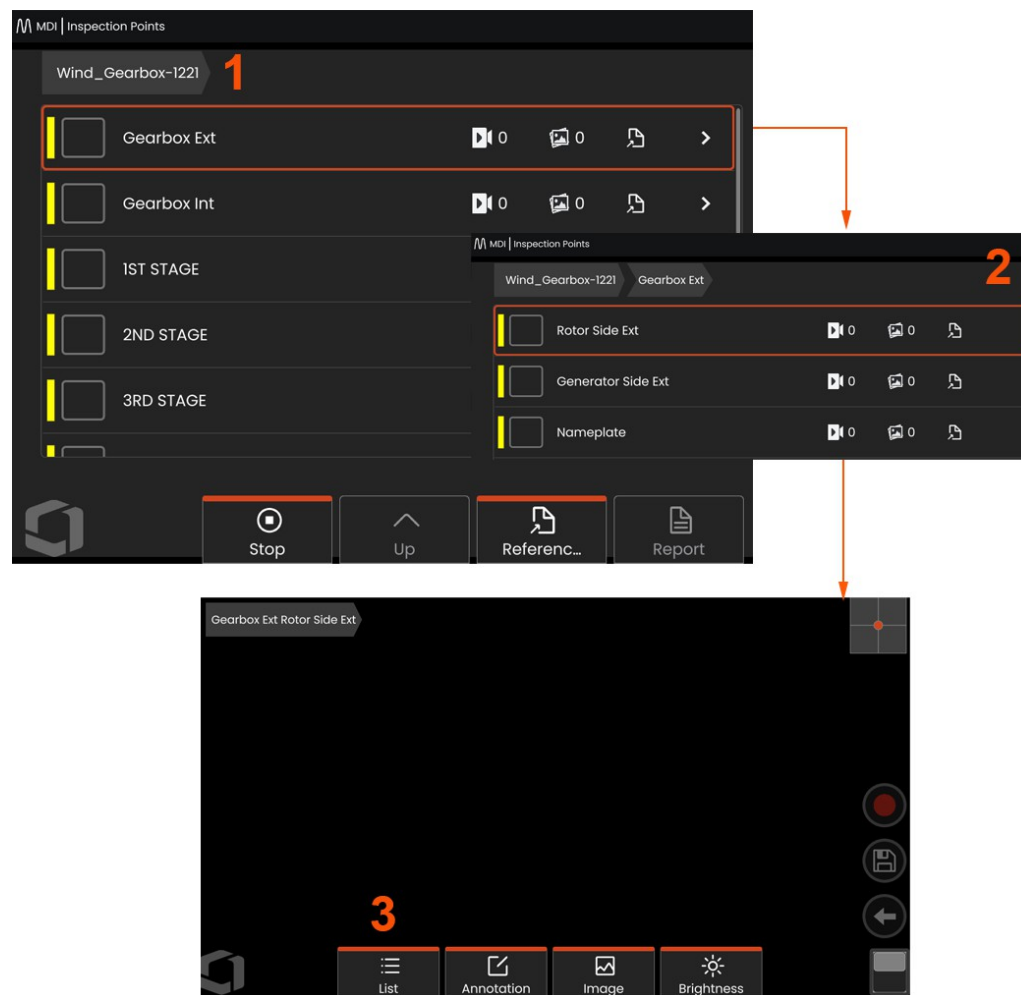 MDI | Inspection Points
Wind_Gearbox-1221
1
Gearbox Ext 0 0
Gearbox Int 0 0
1ST STAGE
2ND STAGE
3RD STAGE
Stop
Up
Referenc...
Report
MDI | Inspection Points
2
Wind_Gearbox-1221 Gearbox Ext
Rotor Side Ext 0 0
Generator Side Ext 0 0
Nameplate 0 0
Gearbox Ext Rotor Side Ext
3
List
Annotation
Image
Brightness